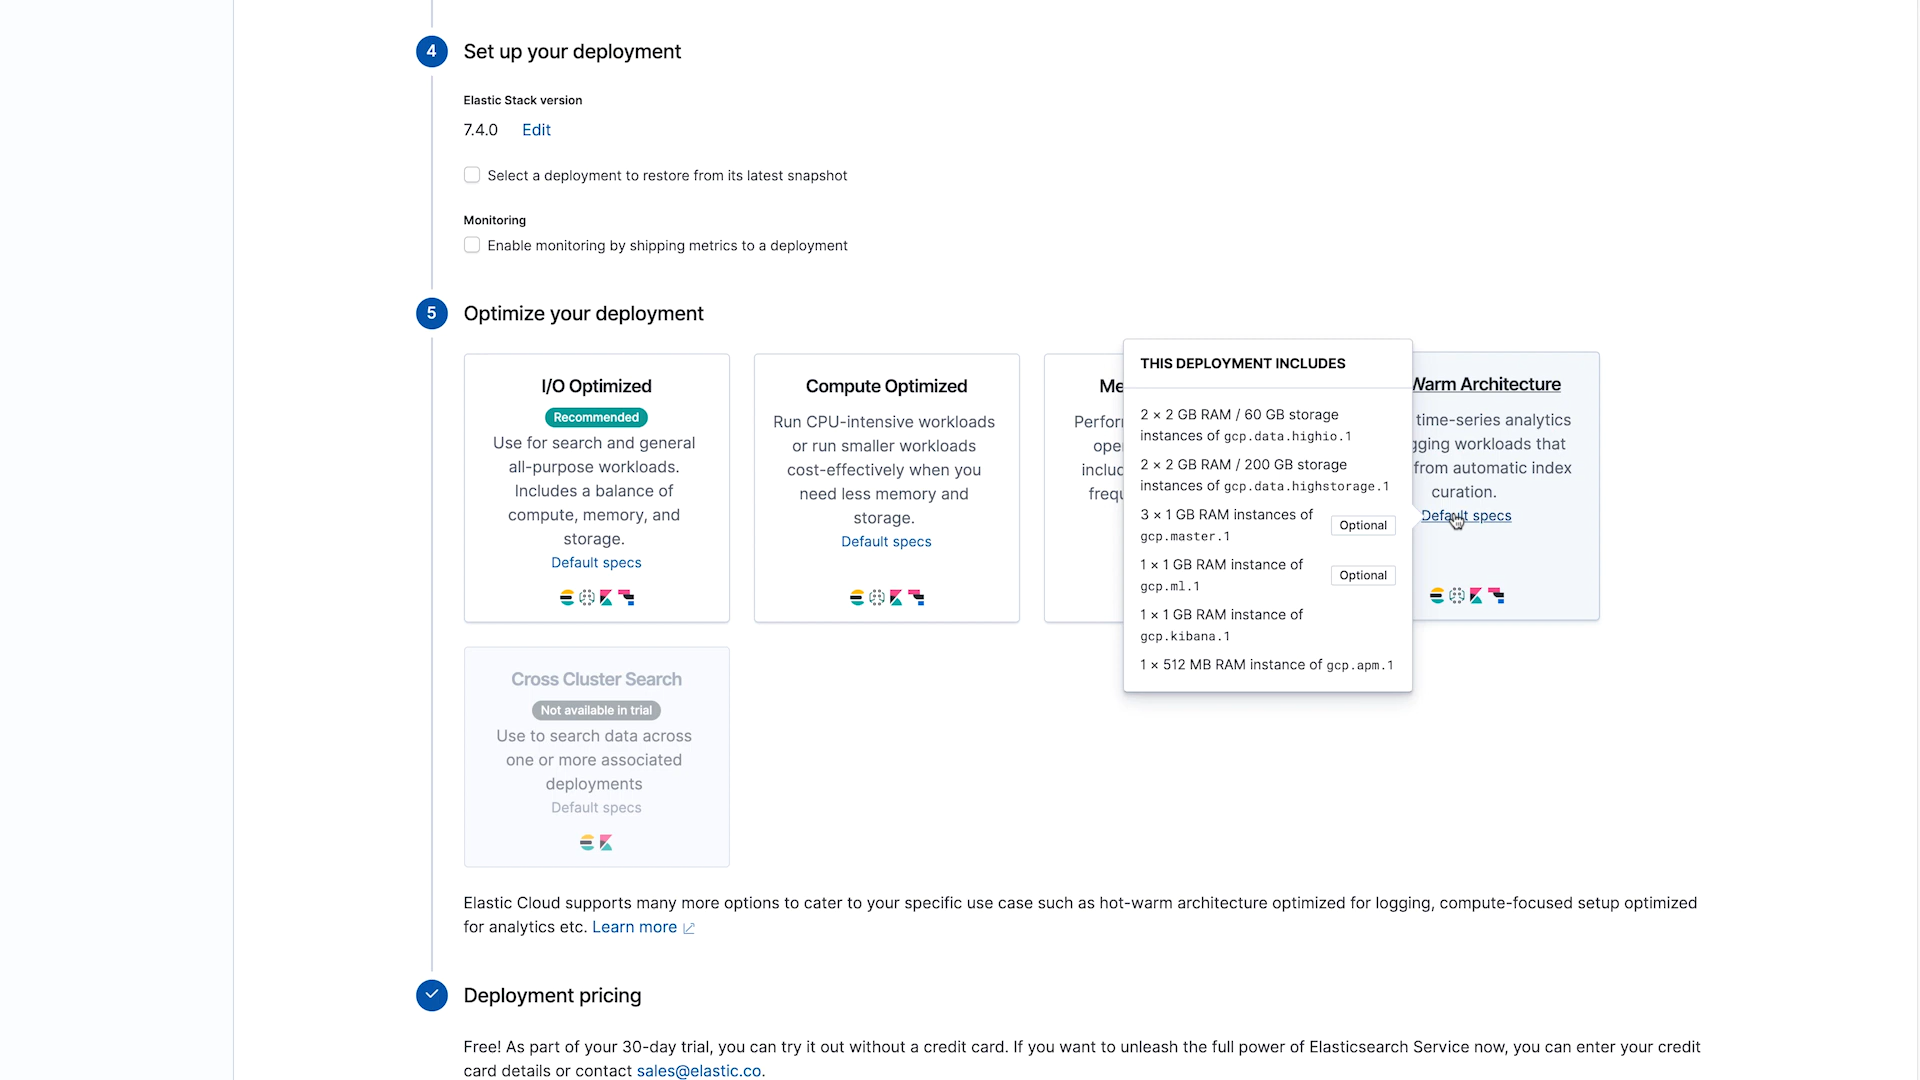 4
Set up your deployment
Elastic Stack version
7.4.0 Edit
Select a deployment to restore from its latest snapshot
Monitoring
Enable monitoring by shipping metrics to a deployment
5
Optimize your deployment
I/O Optimized
Recommended
Use for search and general
all-purpose workloads.
Includes a balance of
compute, memory, and
storage.
Default specs
Compute Optimized
Run CPU-intensive workloads
or run smaller workloads
cost-effectively when you
need less memory and
storage.
Default specs
THIS DEPLOYMENT INCLUDES
2 × 2 GB RAM / 60 GB storage
instances of gcp.data.highio.1
2 × 2 GB RAM / 200 GB storage
instances of gcp.data.highstorage.1
3 × 1 GB RAM instances of
gcp.master.1
Optional
1 × 1 GB RAM instance of
gcp.ml.1
Optional
1 × 1 GB RAM instance of
gcp.kibana.1
1 × 512 MB RAM instance of gcp.apm.1
Warm Architecture
time-series analytics
workloads that
from automatic index
curation.
Default specs
Cross Cluster Search
Not available in trial
Use to search data across
one or more associated
deployments
Default specs
Elastic Cloud supports many more options to cater to your specific use case such as hot-warm architecture optimized for logging, compute-focused setup optimized
for analytics etc. Learn more
Deployment pricing
Free! As part of your 30-day trial, you can try it out without a credit card. If you want to unleash the full power of Elasticsearch Service now, you can enter your credit
card details or contact sales@elastic.co.